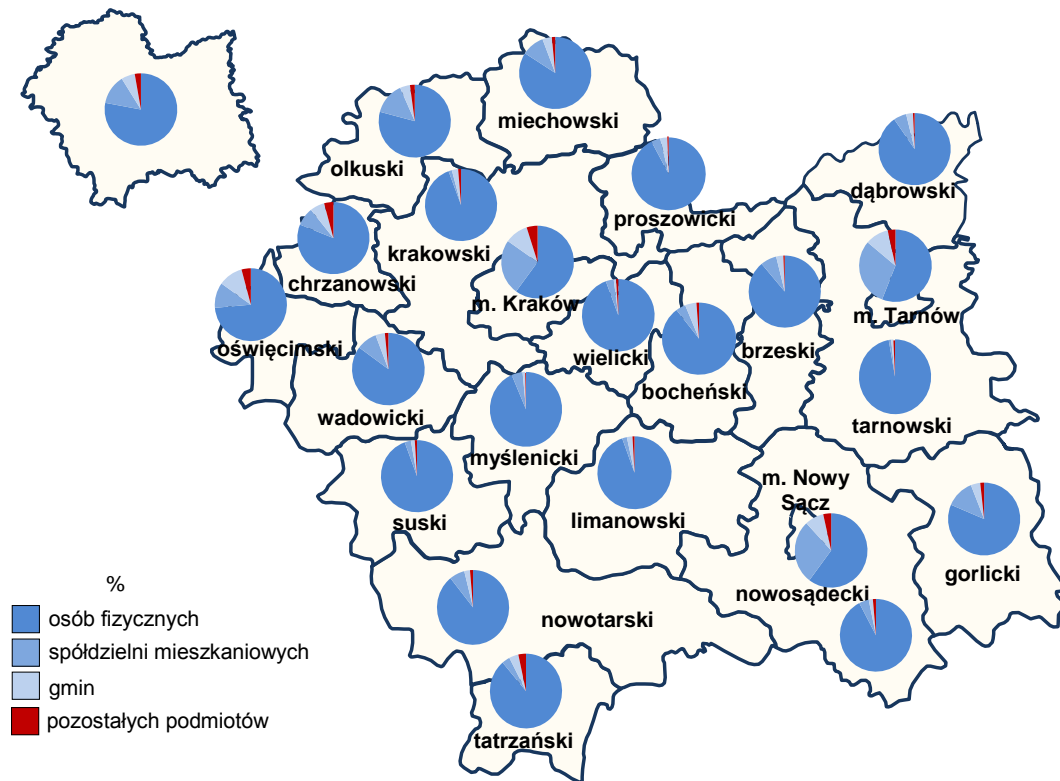 miechowski
olkuski
dąbrowski
proszowicki
krakowski
chrzanowski
m. Kraków
m. Tarnów
oświęcimski
wielicki
brzeski
bocheński
wadowicki
tarnowski
myślenicki
m. Nowy
Sącz
suski
limanowski
gorlicki
nowosądecki
nowotarski
tatrzański
%
osób fizycznych
spółdzielni mieszkaniowych
gmin
pozostałych podmiotów